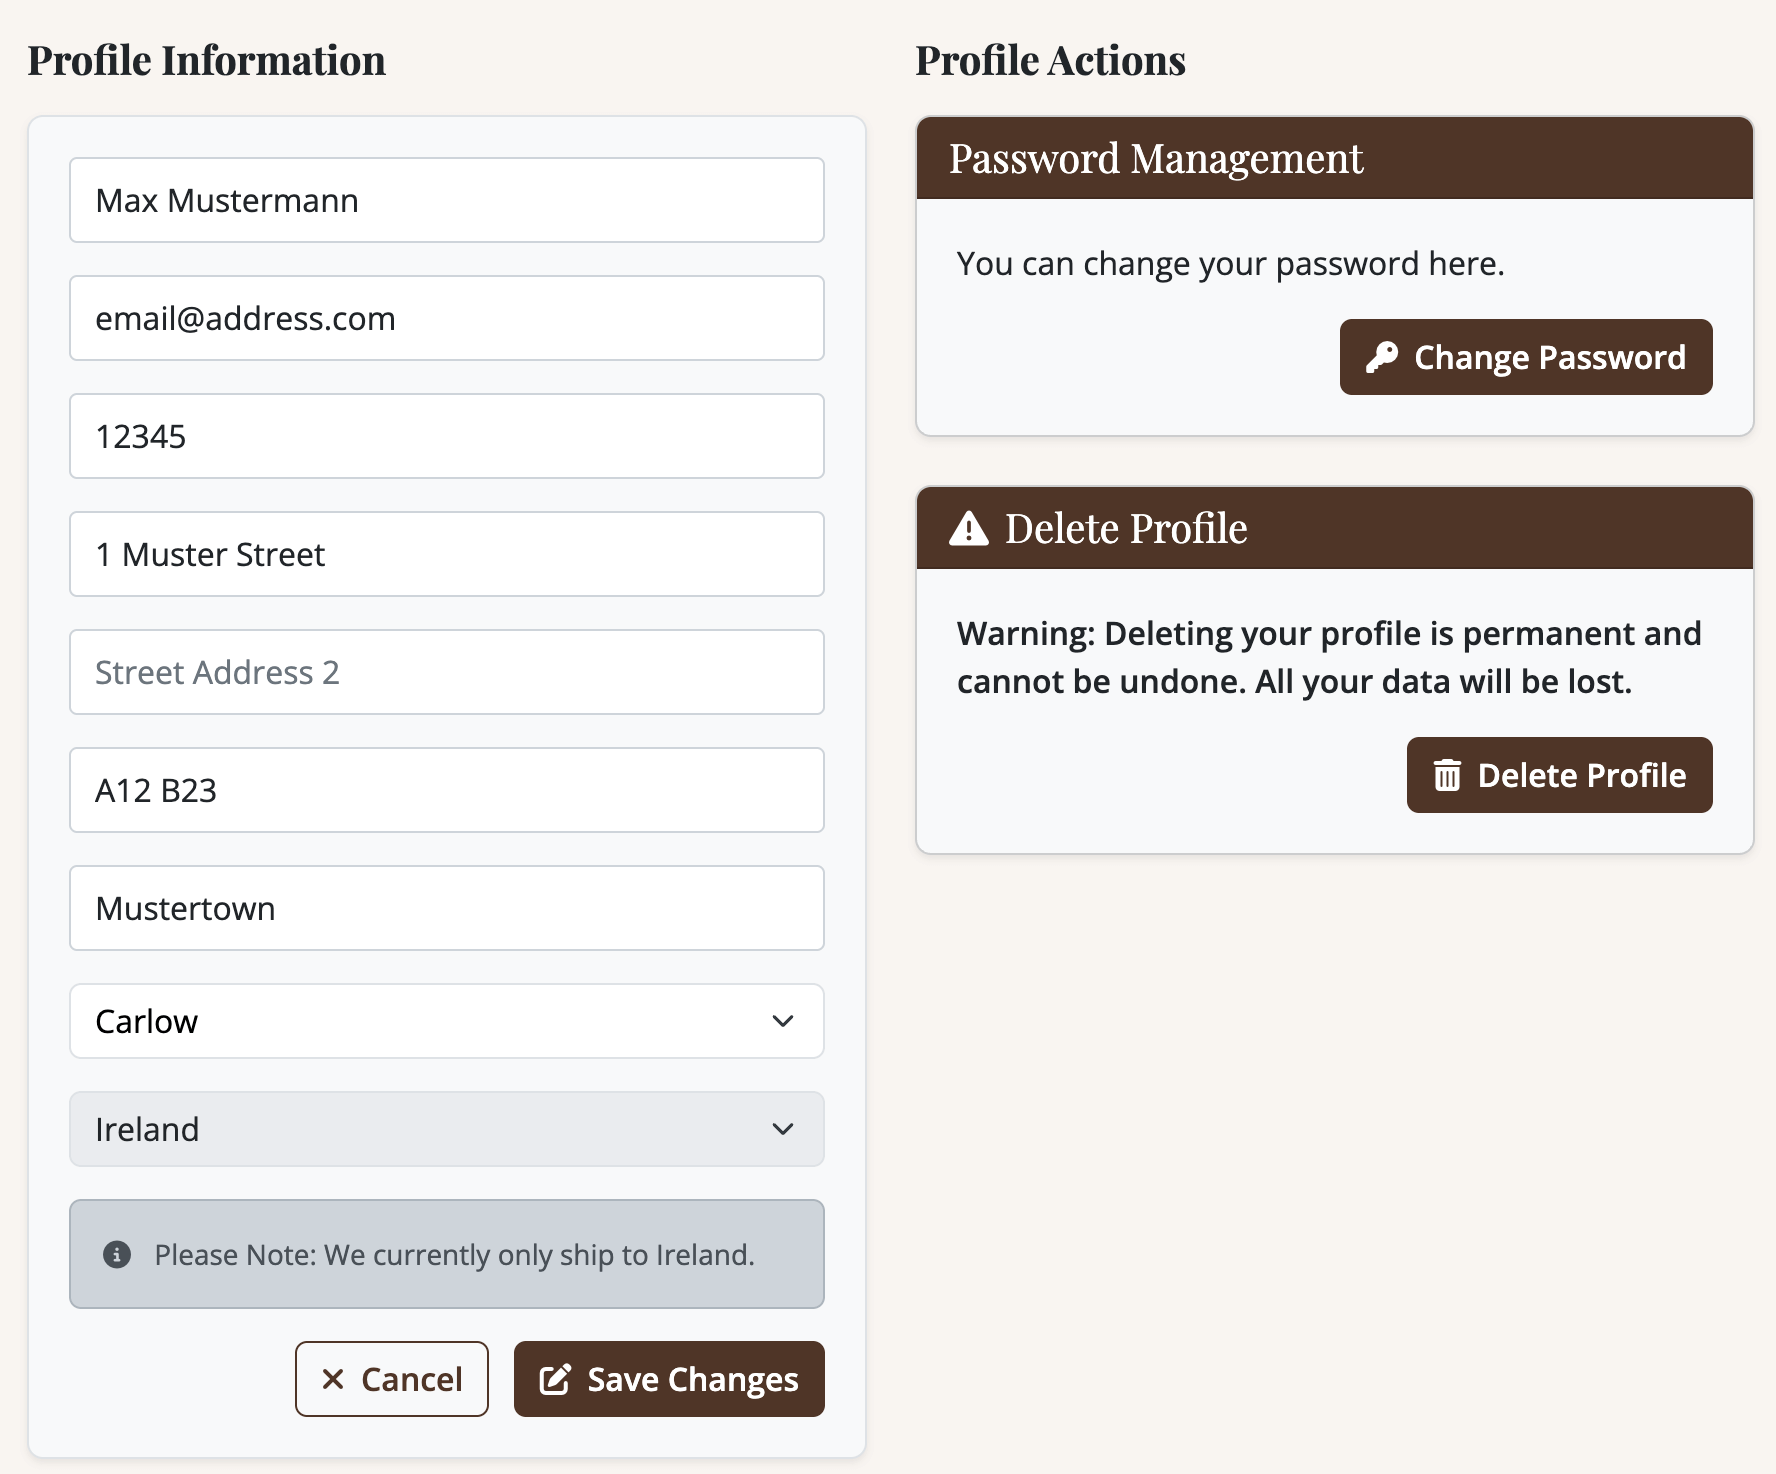 Profile Information
Max Mustermann
email@address.com
12345
1 Muster Street
Street Address 2
A12 B23
Mustertown
Carlow
Ireland
Please Note: We currently only ship to Ireland.
Cancel
Save Changes
Profile Actions
Password Management
You can change your password here.
Change Password
Delete Profile
Warning: Deleting your profile is permanent and
cannot be undone. All your data will be lost.
Delete Profile